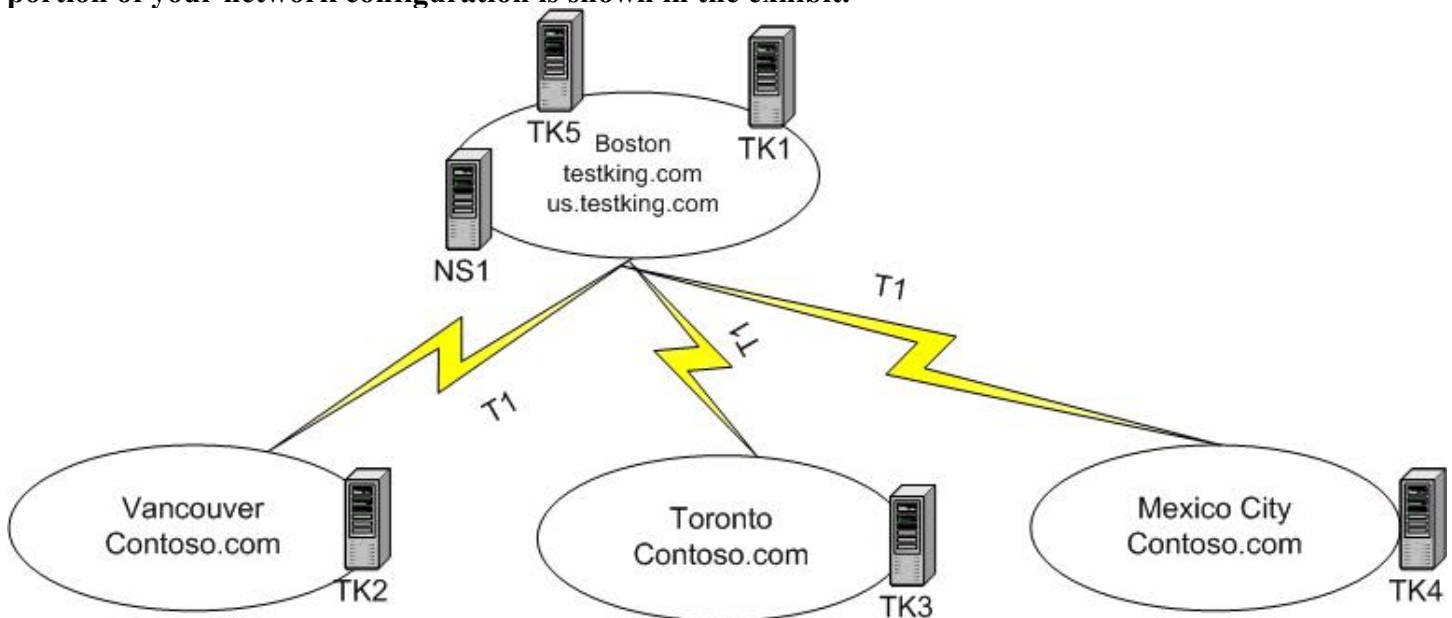 portion of your network configuration is shown in the exhibit.
TK5
TK1
Boston
testking.com
us.testking.com
NS1
T1
T1
T1
Vancouver
Contoso.com
TK2
Toronto
Contoso.com
TK3
Mexico City
Contoso.com
TK4